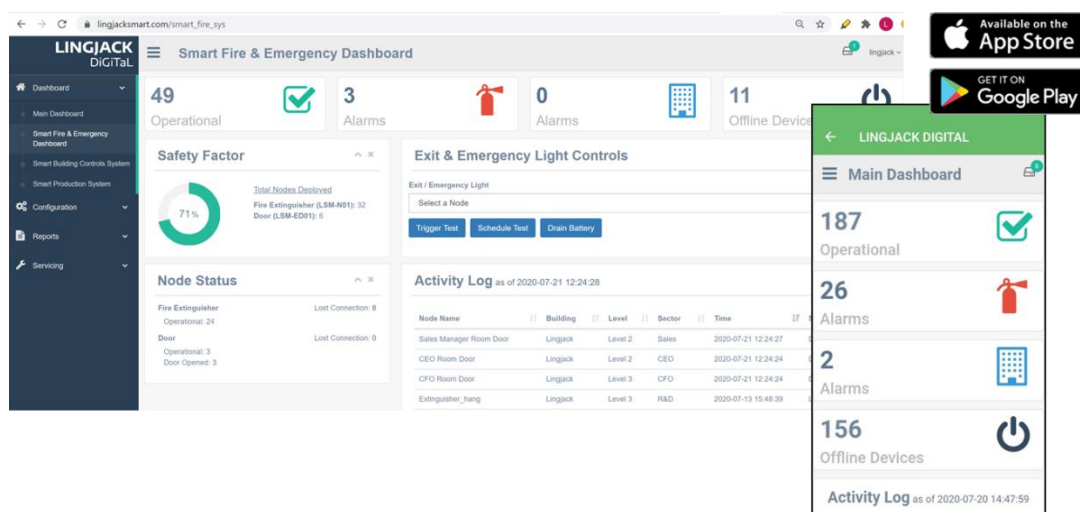 lingjacksmart.com/smart_fire_sys
LINGJACK
DiGiTaL
Smart Fire & Emergency Dashboard
1
lingjack
L
Dashboard
Main Dashboard
Smart Fire & Emergency
Dashboard
Smart Building Controls System
Smart Production System
Configuration
Reports
Servicing
49
Operational
3
Alarms
0
Alarms
11
Offline Device
Safety Factor
71%
Total Nodes Deployed
Fire Extinguisher (LSM-N01): 32
Door (LSM-ED01): 6
Exit & Emergency Light Controls
Exit / Emergency Light
Select a Node
Trigger Test
Schedule Test
Drain Battery
Node Status
Fire Extinguisher Lost Connection: 8
Operational: 24
Door Lost Connection: 0
Operational: 3
Door Opened: 3
Activity Log as of 2020-07-21 12:24:28
Node Name Building Level Sector Time
Sales Manager Room Door Lingjack Level 2 Sales 2020-07-21 12:24:27
CEO Room Door Lingjack Level 2 CEO 2020-07-21 12:24:24
CFO Room Door Lingjack Level 3 CFO 2020-07-21 12:24:24
Extinguisher_hang Lingjack Level 3 R&D 2020-07-13 15:48:39
Available on the
App Store
GET IT ON
Google Play
LINGJACK DIGITAL
Main Dashboard
187
Operational
26
Alarms
2
Alarms
156
Offline Devices
Activity Log as of 2020-07-20 14:47:59